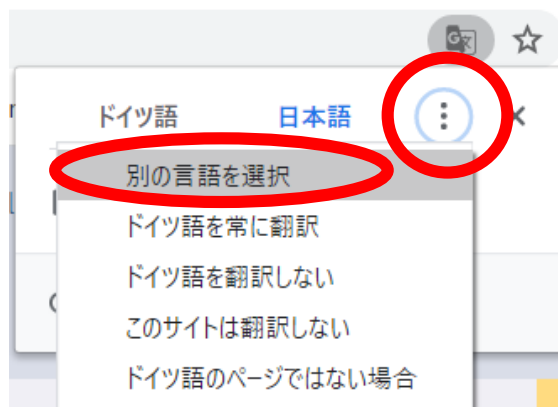 ドイツ語 日本語
別の言語を選択
ドイツ語を常に翻訳
ドイツ語を翻訳しない
このサイトは翻訳しない
ドイツ語のページではない場合